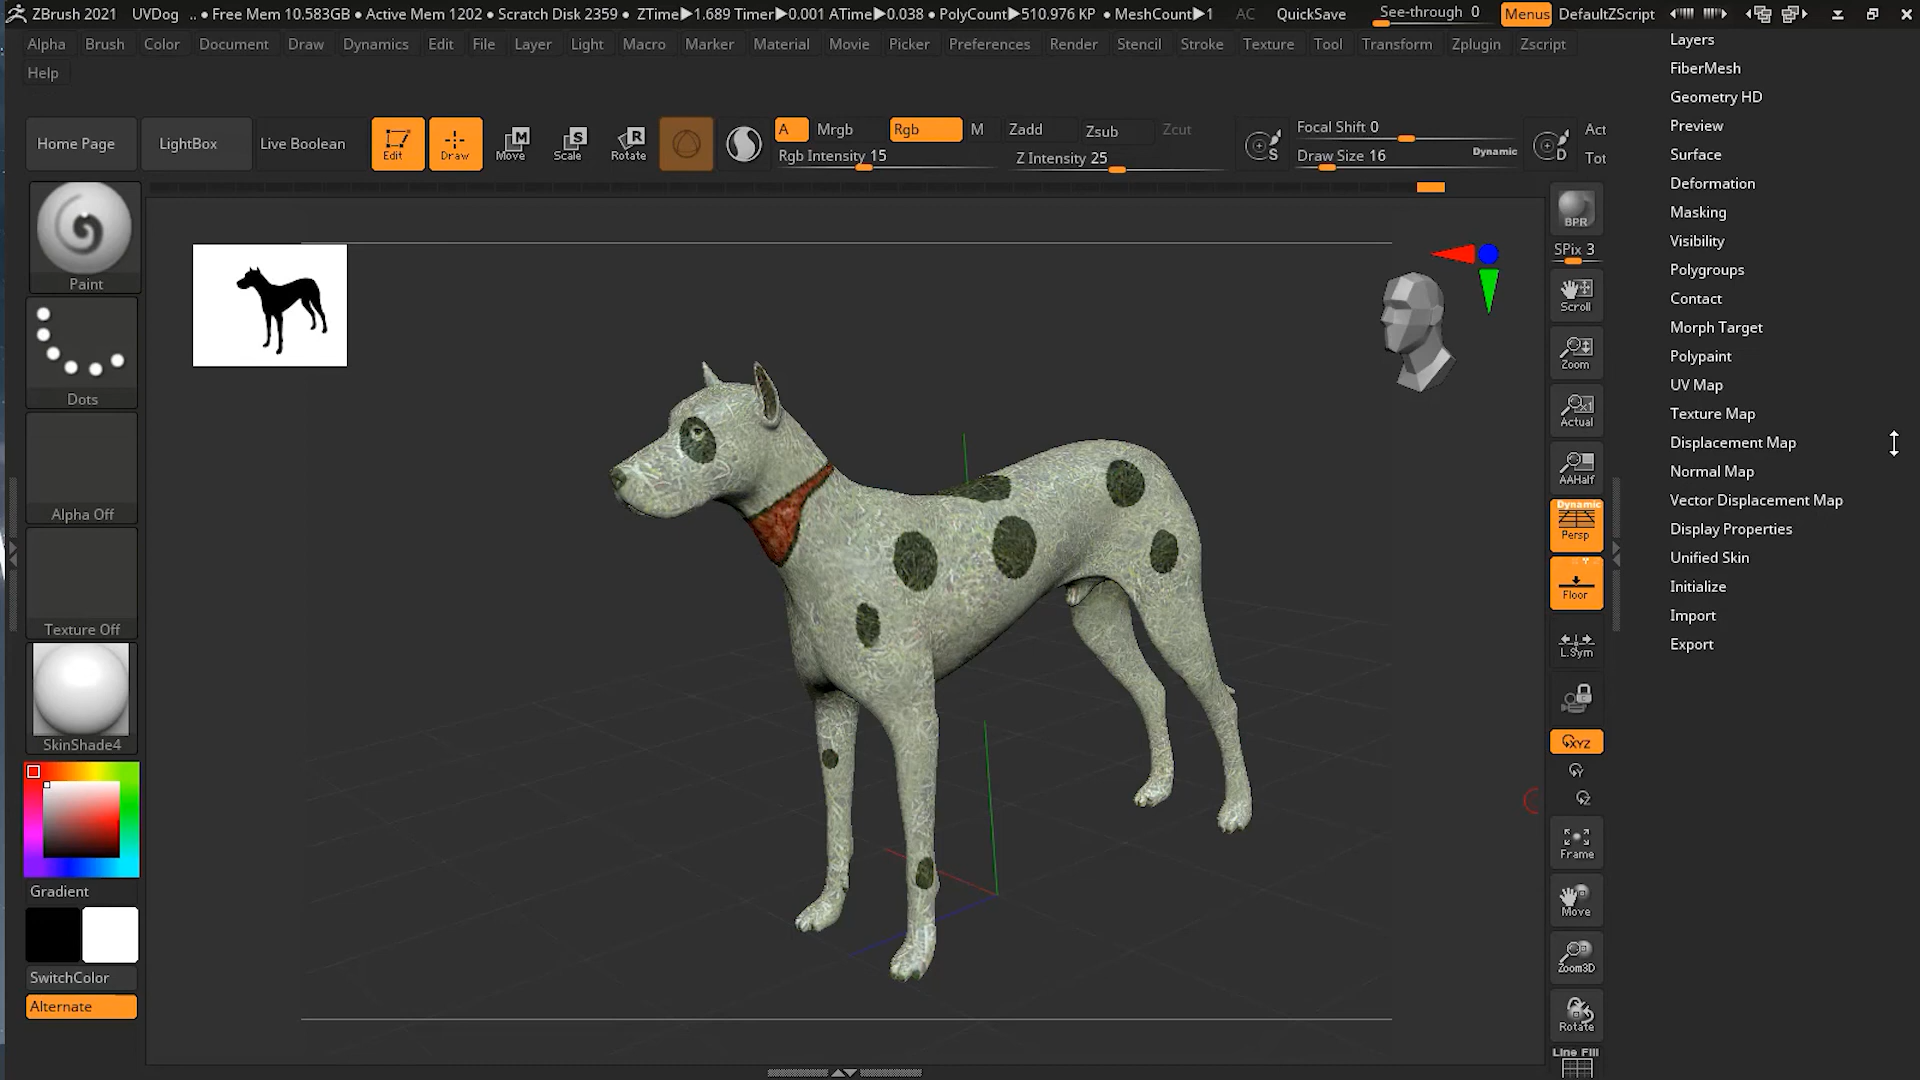 ZBrush 2021 UVDog .. • Free Mem 10.583GB • Active Mem 1202 • Scratch Disk 2359 • ZTime▶1.689 Timer▶0.001 ATime▶0.038 • PolyCount▶510.976 KP • MeshCount▶1 AC QuickSave See-through 0 Menus DefaultZScript
Alpha Brush Color Document Draw Dynamics Edit File Layer Light Macro Marker Material Movie Picker Preferences Render Stencil Stroke Texture Tool Transform Zplugin Zscript
Help
Home Page LightBox Live Boolean Edit Draw Move Scale Rotate
M S R
A Mrgb Rgb M Zadd Zsub Zcut
Rgb Intensity 15 Z Intensity 25
S Focal Shift 0
Draw Size 16 Dynamic
D Act
Tot
Paint
Dots
Alpha Off
Texture Off
SkinShade4
Gradient
SwitchColor
Alternate
BPR
SPix 3
Scroll
Zoom
x1
Actual
AAHalf
Dynamic
Persp
Floor
L.Sym
XYZ
Y
Z
Frame
Move
Zoom3D
Rotate
Line Fill
Layers
FiberMesh
Geometry HD
Preview
Surface
Deformation
Masking
Visibility
Polygroups
Contact
Morph Target
Polypaint
UV Map
Texture Map
Displacement Map
Normal Map
Vector Displacement Map
Display Properties
Unified Skin
Initialize
Import
Export